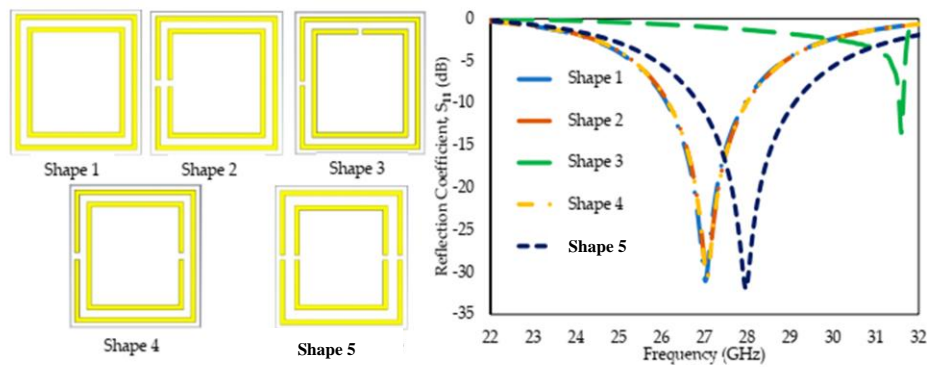 Shape 1
Shape 2
Shape 3
Shape 4
Shape 5
Reflection Coefficient, S11 (dB)
0
-5
-10
-15
-20
-25
-30
-35
Shape 1
Shape 2
Shape 3
Shape 4
Shape 5
22 23 24 25 26 27 28 29 30 31 32
Frequency (GHz)